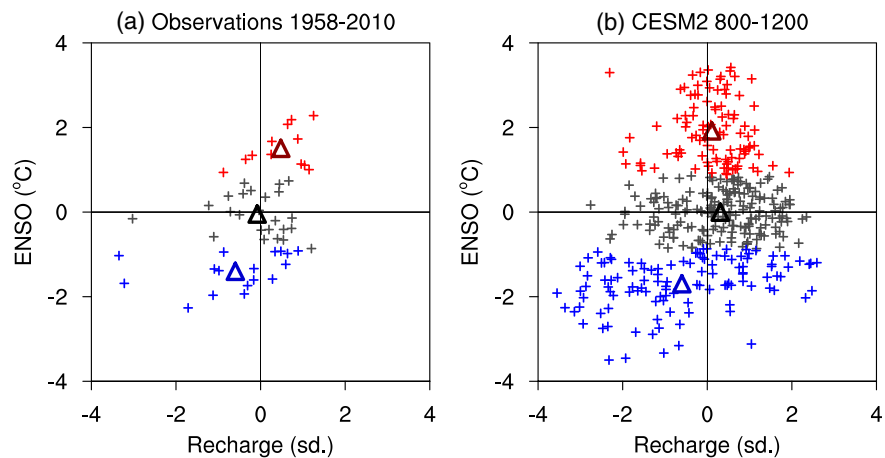 (a) Observations 1958-2010
4
2
0
-2
-4
ENSO (°C)
-4 -2 0 2 4
Recharge (sd.)
(b) CESM2 800-1200
4
2
0
-2
-4
ENSO (°C)
-4 -2 0 2 4
Recharge (sd.)